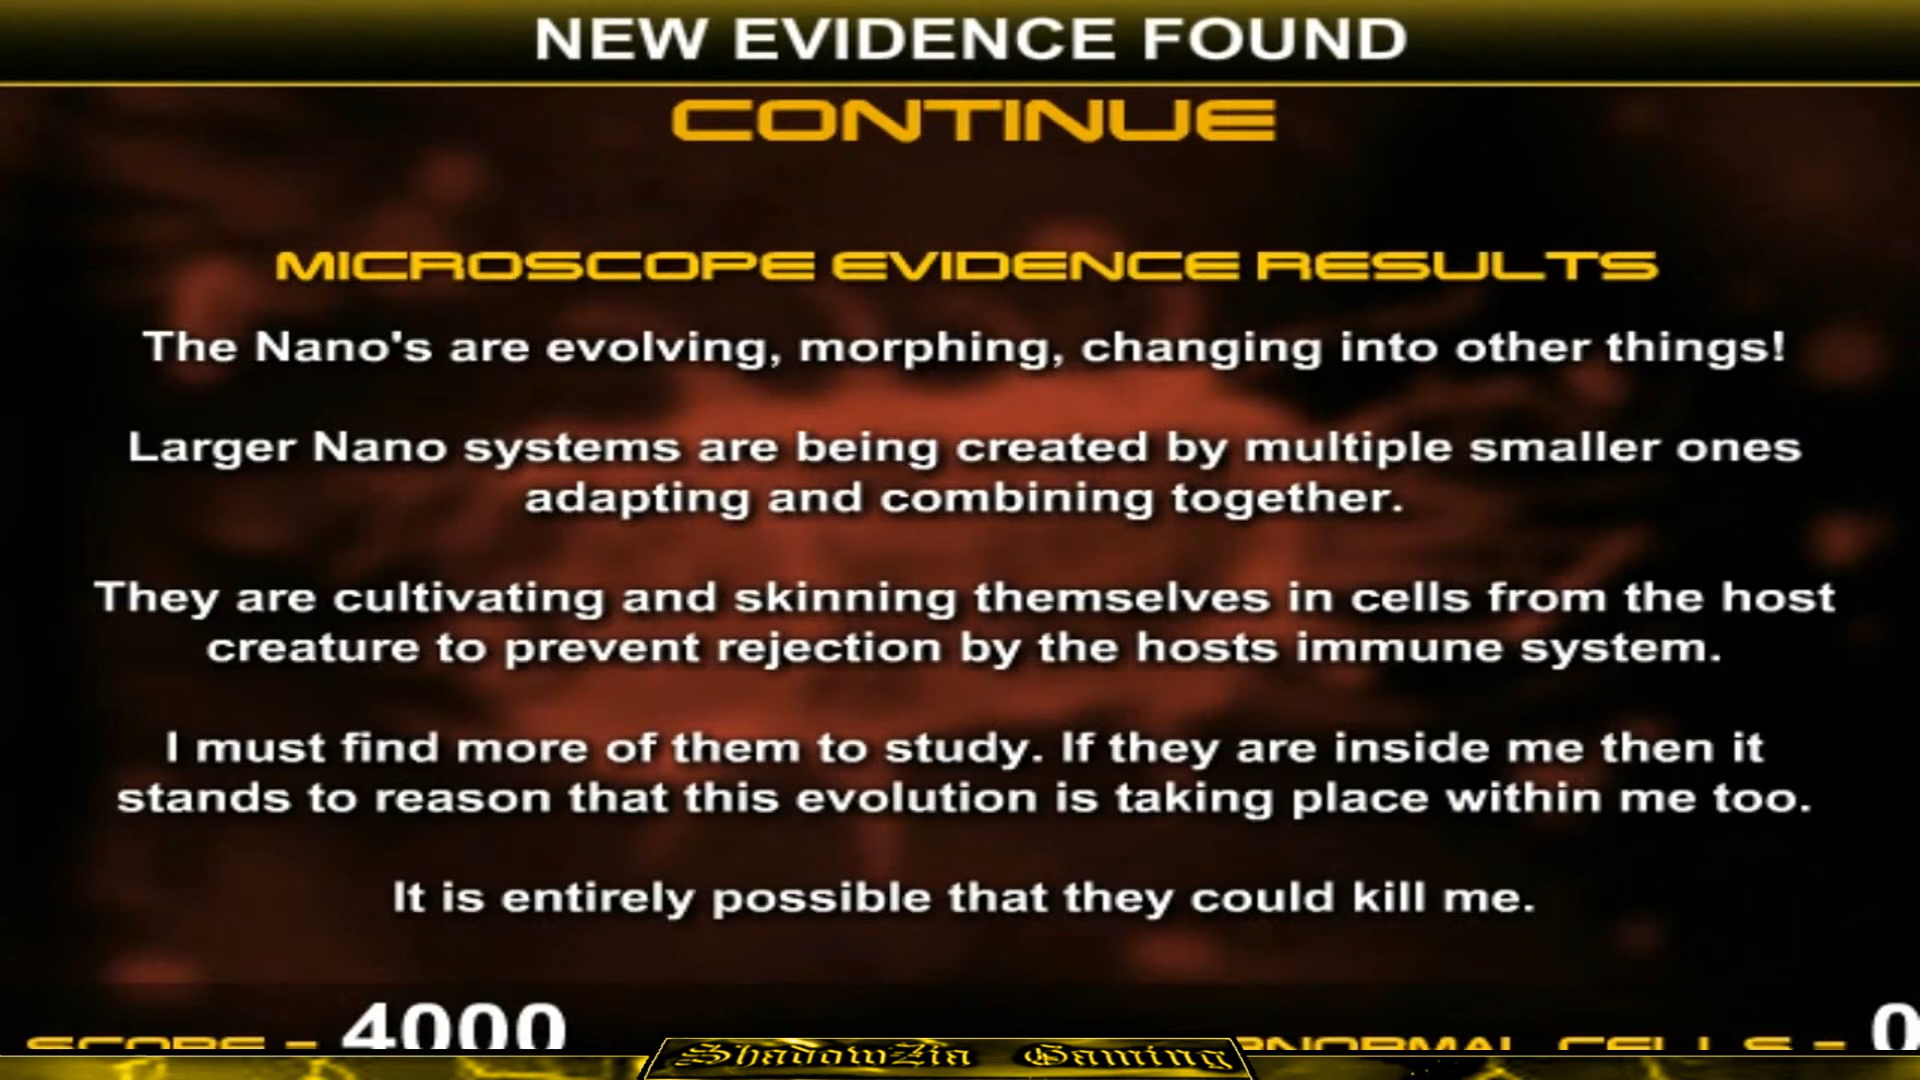 NEW EVIDENCE FOUND
CONTINUE
MICROSCOPE EVIDENCE RESULTS
The Nano's are evolving, morphing, changing into other things!
Larger Nano systems are being created by multiple smaller ones
adapting and combining together.
They are cultivating and skinning themselves in cells from the host
creature to prevent rejection by the hosts immune system.
I must find more of them to study. If they are inside me then it
stands to reason that this evolution is taking place within me too.
It is entirely possible that they could kill me.
SCORE - 4000
CELLS - 0
ShadowZia Gaming